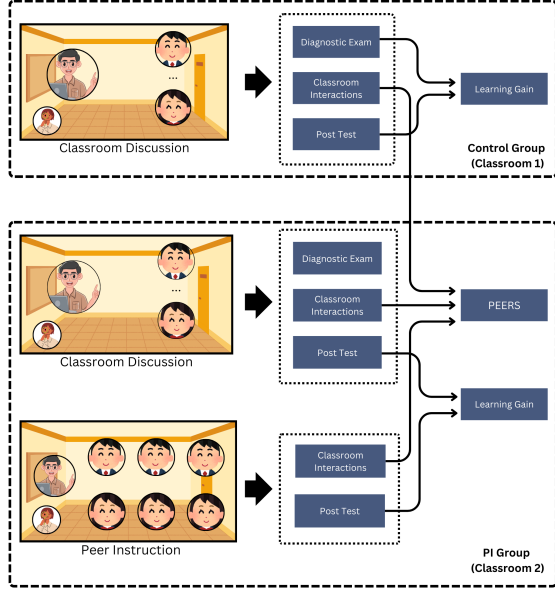 Diagnostic Exam
...
Classroom
Interactions
Learning Gain
Post Test
Classroom Discussion
Control Group
(Classroom 1)
Diagnostic Exam
...
Classroom
Interactions
PEERS
Post Test
Classroom Discussion
Learning Gain
Classroom
Interactions
Post Test
Peer Instruction
PI Group
(Classroom 2)